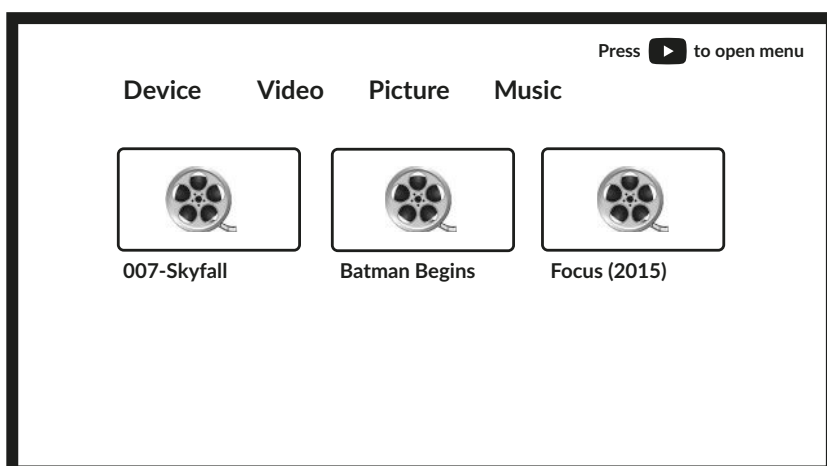 Press to open menu
Device Video Picture Music
007-Skyfall Batman Begins Focus (2015)